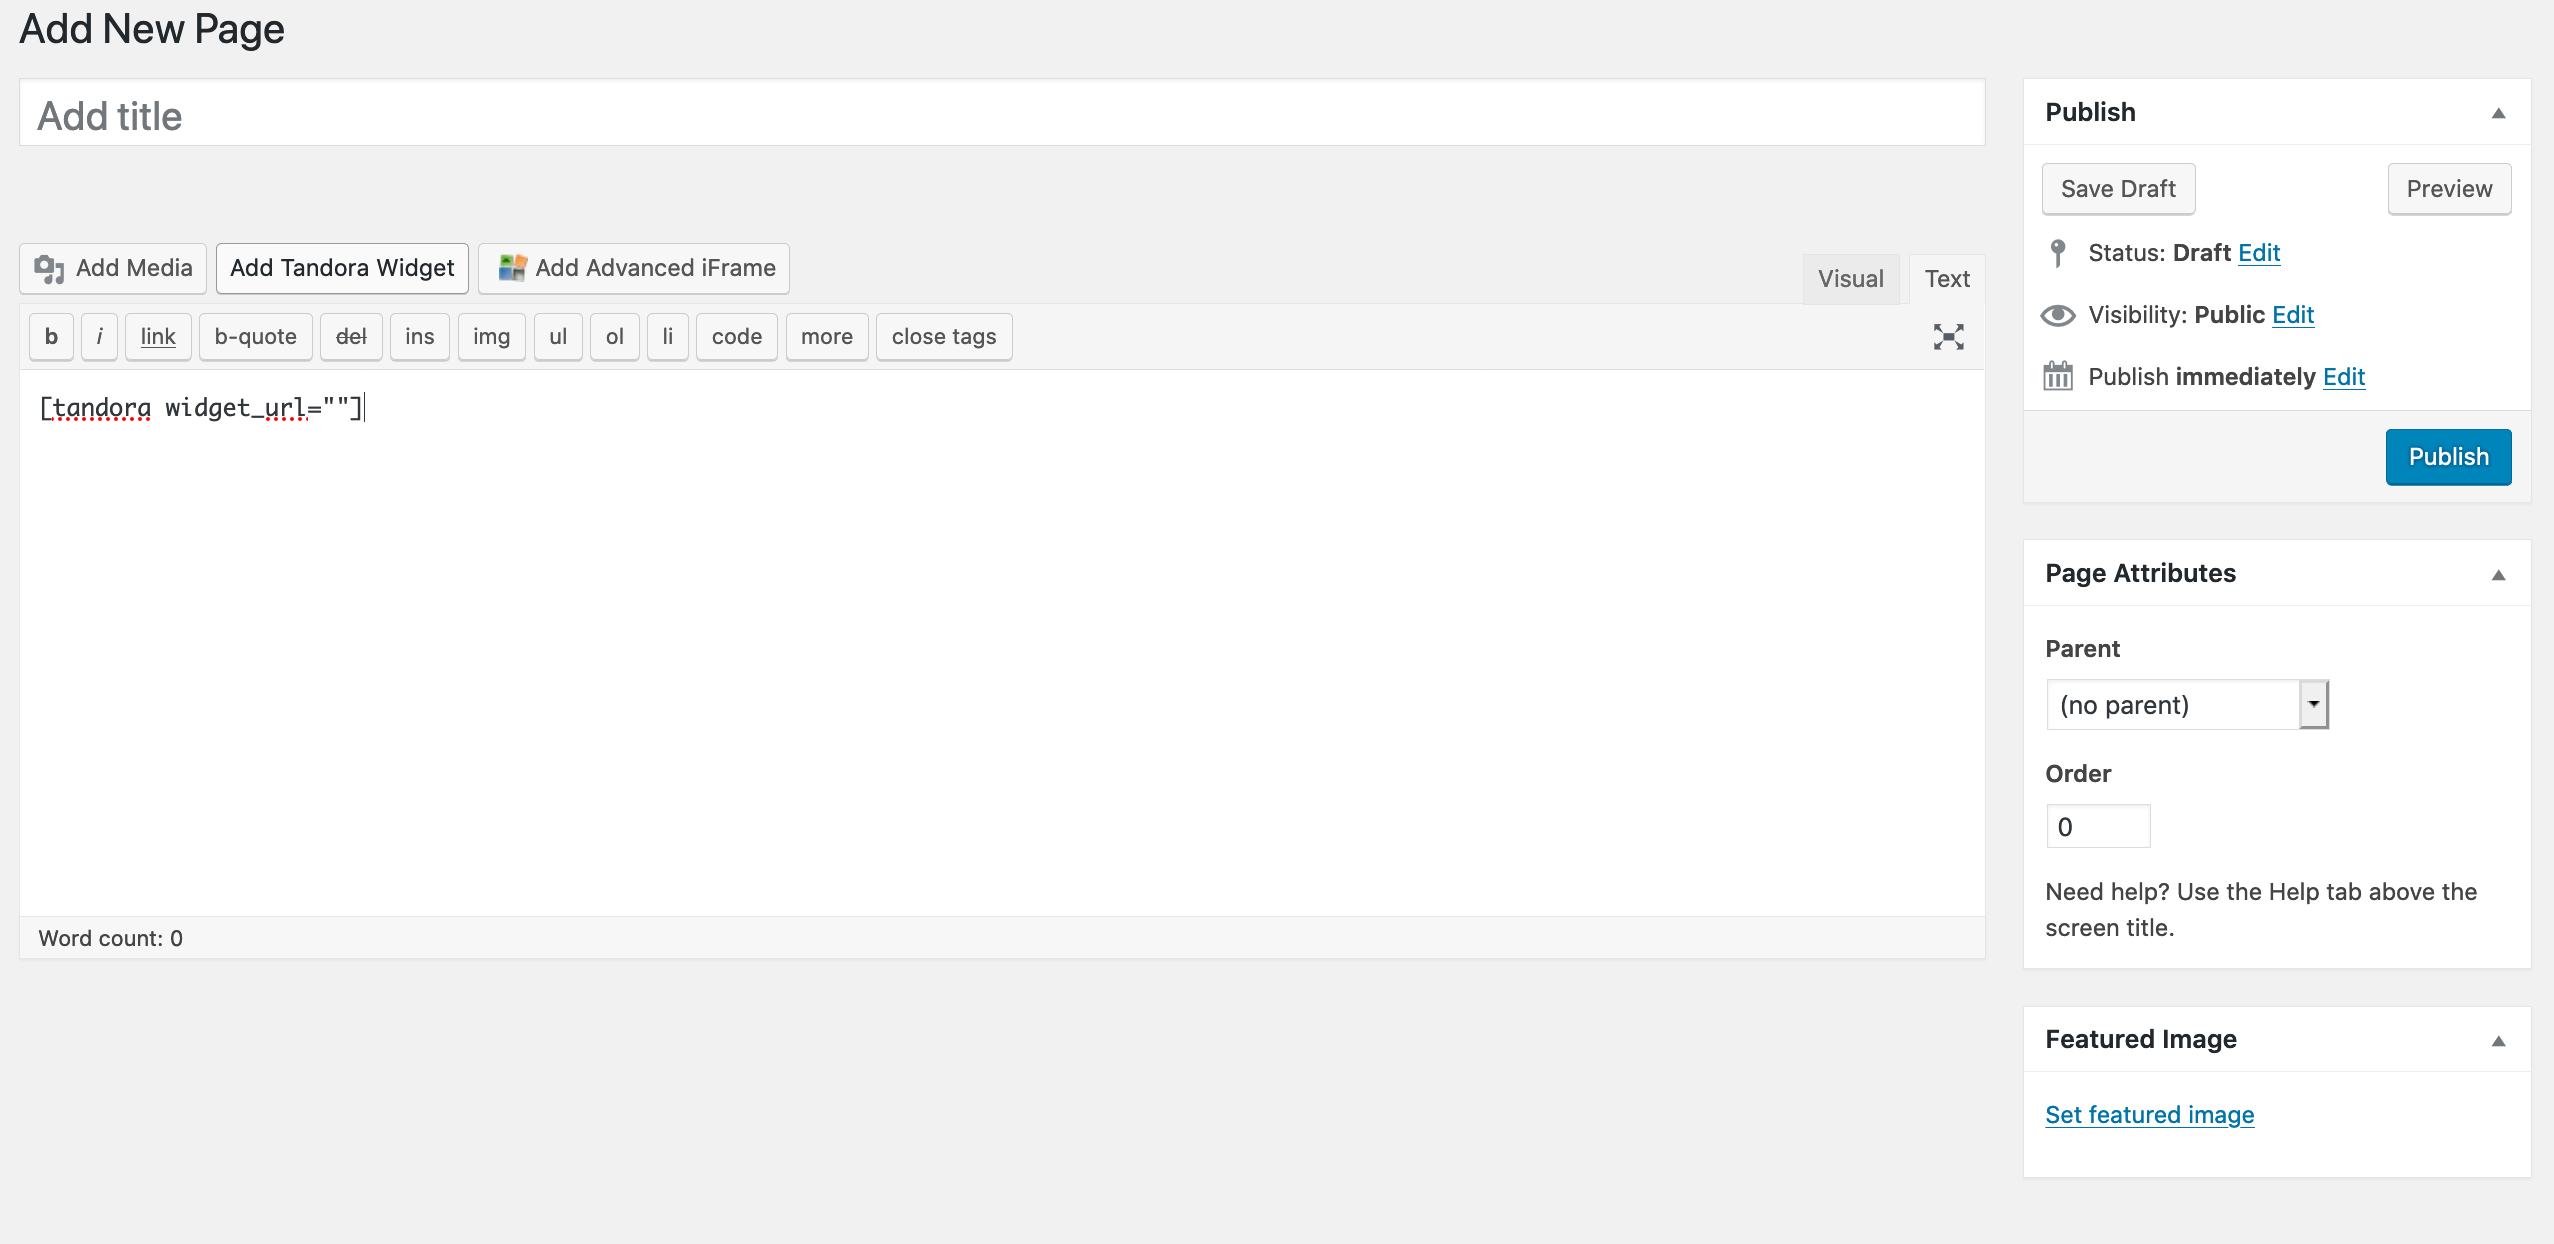 Add New Page
Add title
Add Media
Add Tandora Widget
Add Advanced iFrame
Visual
Text
b
i
link
b-quote
del
ins
img
ul
ol
li
code
more
close tags
[tandora widget_url=""]
Word count: 0
Publish
Save Draft
Preview
Status: Draft Edit
Visibility: Public Edit
Publish immediately Edit
Publish
Page Attributes
Parent
(no parent)
Order
0
Need help? Use the Help tab above the
screen title.
Featured Image
Set featured image